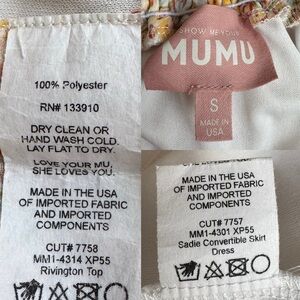 100% Polyester
RN# 133910
DRY CLEAN OR
HAND WASH COLD.
LAY FLAT TO DRY.
LOVE YOUR MU,
SHE LOVES YOU.
MADE IN THE USA
OF IMPORTED FABRIC
AND IMPORTED
COMPONENTS
CUT# 7758
MM1-4314 XP55
Rivington Top
SHOW ME YOUR
MUMU
S
MADE IN
USA
SHE LOVES YOU.
MADE IN THE USA
OF IMPORTED FABRIC
AND IMPORTED
COMPONENTS
CUT# 7757
MM1-4301 XP55
Sadie Convertible Skirt
Dress